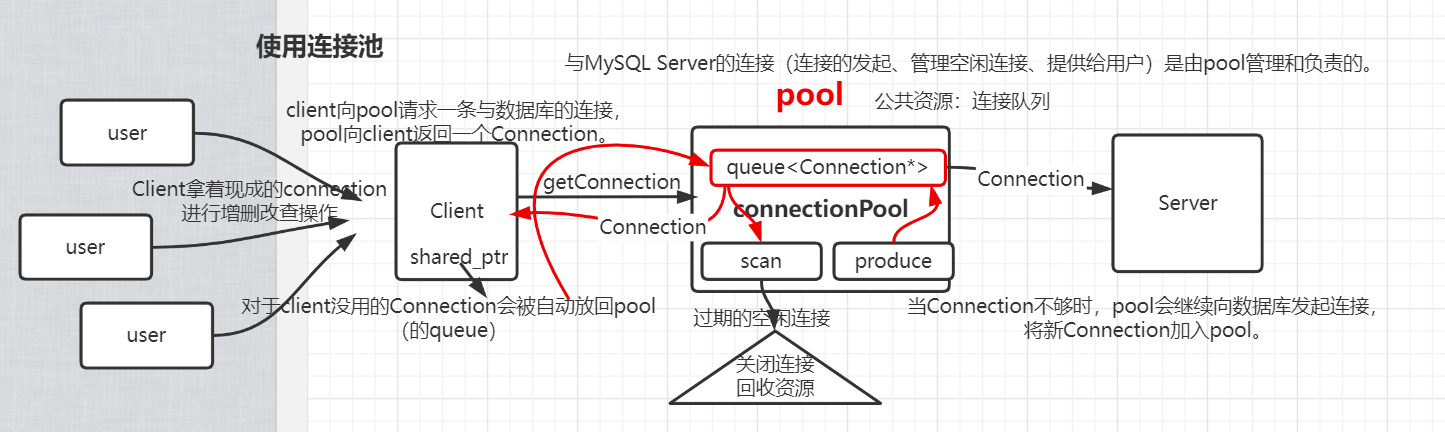 使用连接池
与MySQL Server的连接（连接的发起、管理空闲连接、提供给用户）是由pool管理和负责的。
pool
公共资源：连接队列
client向pool请求一条与数据库的连接，
pool向client返回一个Connection。
user
queue<Connection*>
getConnection
Connection
Client拿着现成的connection
进行增删改查操作
Client
connectionPool
Server
Connection
user
shared_ptr
scan
produce
对于client没用的Connection会被自动放回pool
（的queue）
过期的空闲连接
当Connection不够时，pool会继续向数据库发起连接，
将新Connection加入pool。
user
关闭连接
回收资源